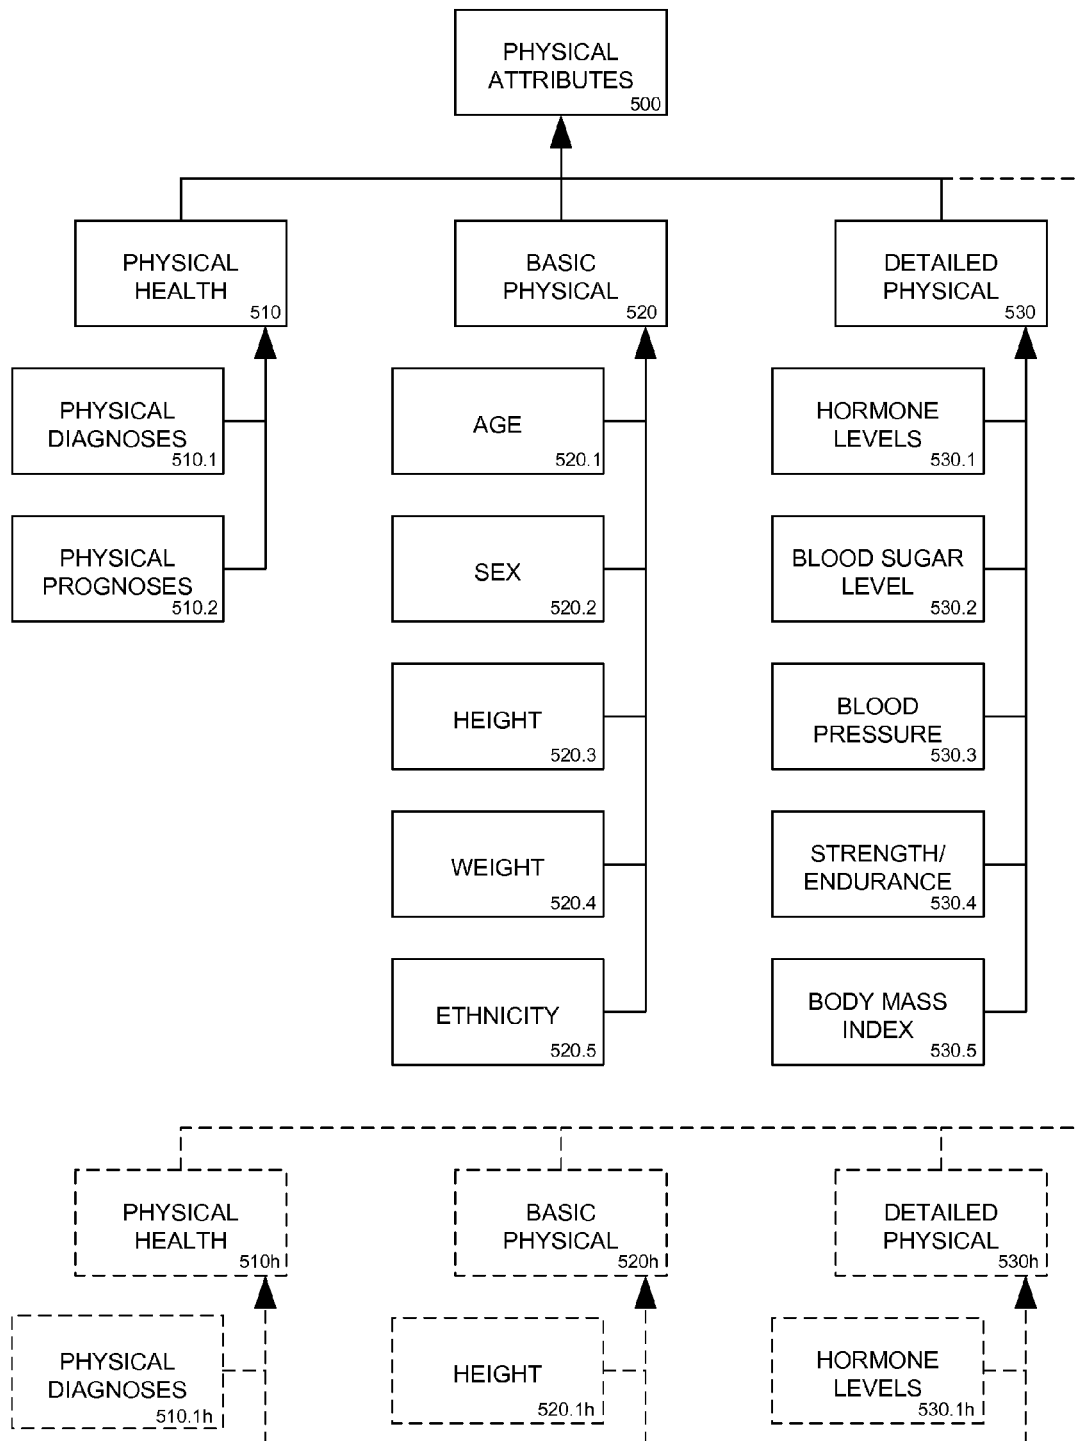 PHYSICAL
ATTRIBUTES
500
PHYSICAL
HEALTH
510
BASIC
PHYSICAL
520
DETAILED
PHYSICAL
530
PHYSICAL
DIAGNOSES
510.1
AGE
520.1
HORMONE
LEVELS
530.1
PHYSICAL
PROGNOSES
510.2
SEX
520.2
BLOOD SUGAR
LEVEL
530.2
HEIGHT
520.3
BLOOD
PRESSURE
530.3
WEIGHT
520.4
STRENGTH/
ENDURANCE
530.4
ETHNICITY
520.5
BODY MASS
INDEX
530.5
PHYSICAL
HEALTH
510h
BASIC
PHYSICAL
520h
DETAILED
PHYSICAL
530h
PHYSICAL
DIAGNOSES
510.1h
HEIGHT
520.1h
HORMONE
LEVELS
530.1h